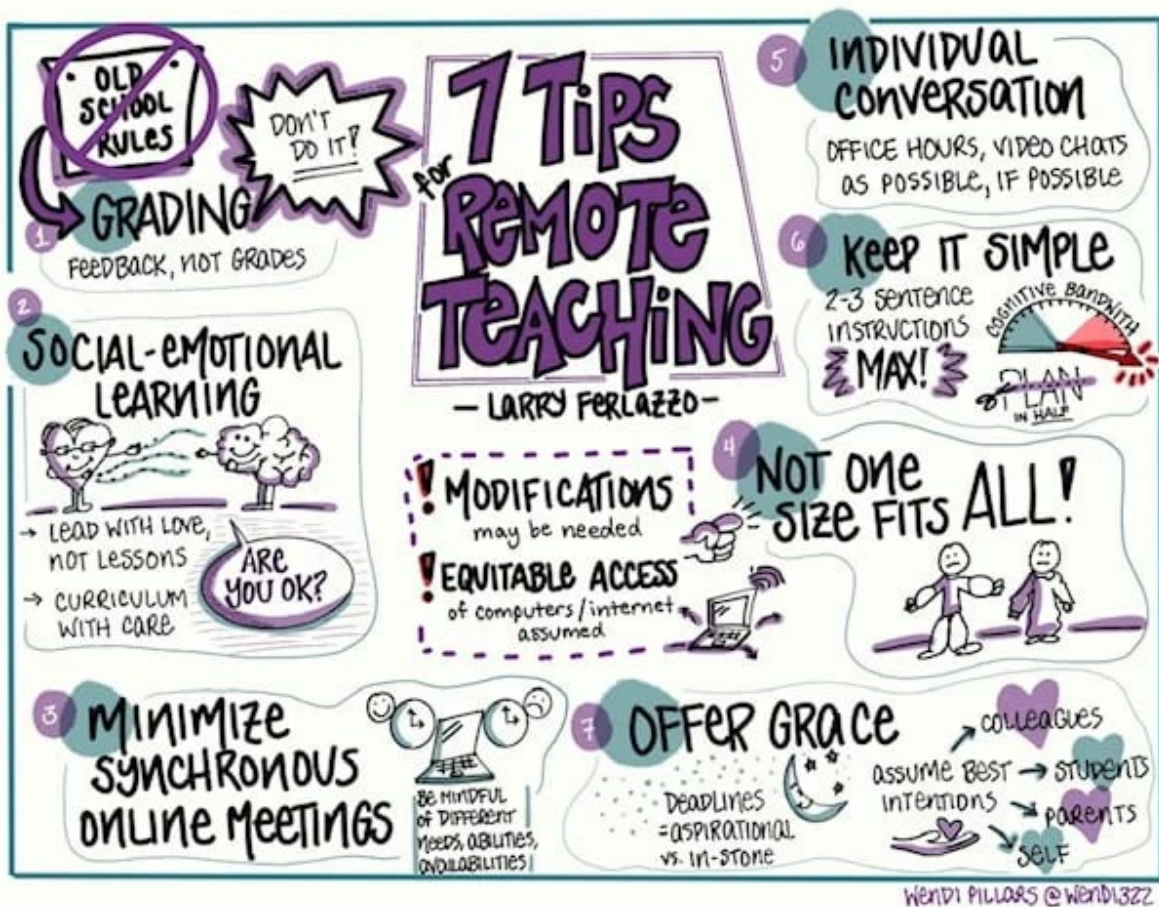 OLD
SCHOOL
RULES
DON'T
DO IT!
1
GRADING
FEEDBACK, NOT GRADES
7 TIPS
for
REMOTE
TEACHING
— LARRY FERLAZZO —
2
SOCIAL-EMOTIONAL
LEARNING
→ LEAD WITH LOVE,
NOT LESSONS
→ CURRICULUM
WITH CARE
ARE
YOU OK?
3
MINIMIZE
SYNCHRONOUS
ONLINE MEETINGS
BE MINDFUL
OF DIFFERENT
NEEDS, ABILITIES,
AVAILABILITIES
! MODIFICATIONS
may be needed
! EQUITABLE ACCESS
of computers/internet
assumed
4
NOT ONE
SIZE FITS ALL!
5
INDIVIDUAL
CONVERSATION
OFFICE HOURS, VIDEO CHATS
AS POSSIBLE, IF POSSIBLE
6
KEEP IT SIMPLE
2-3 SENTENCE
INSTRUCTIONS
MAX!
COGNITIVE BANDWITH
PLAN
IN HALF
7
OFFER GRACE
DEADLINES
=ASPIRATIONAL
VS. IN-STONE
ASSUME BEST
INTENTIONS
→ COLLEAGUES
→ STUDENTS
→ PARENTS
→ SELF
WENDI PILLARS @WENDI322